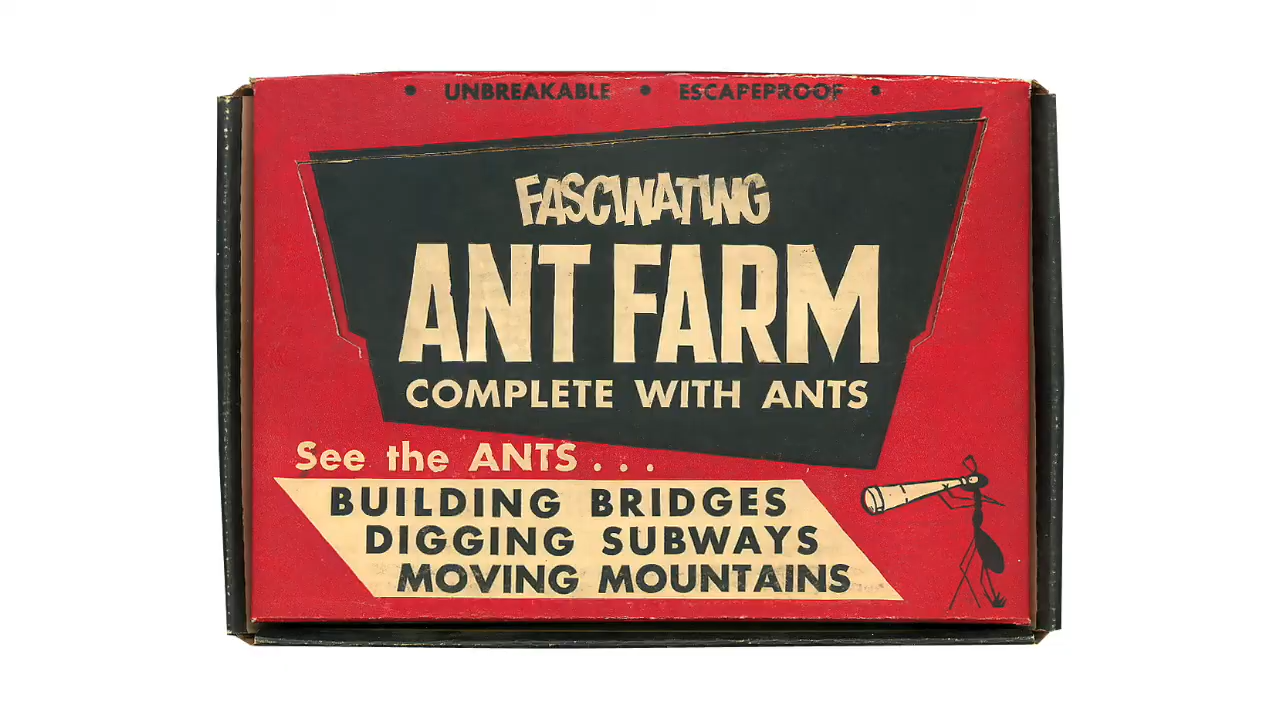 • UNBREAKABLE • ESCAPEPROOF •
FASCINATING
ANT FARM
COMPLETE WITH ANTS
See the ANTS . . .
BUILDING BRIDGES
DIGGING SUBWAYS
MOVING MOUNTAINS